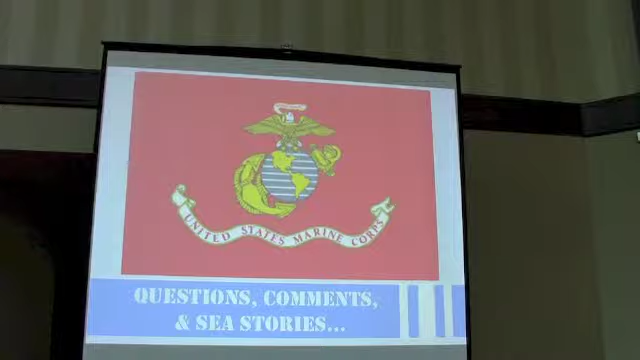 UNITED STATES MARINE CORPS
QUESTIONS, COMMENTS,
& SEA STORIES...